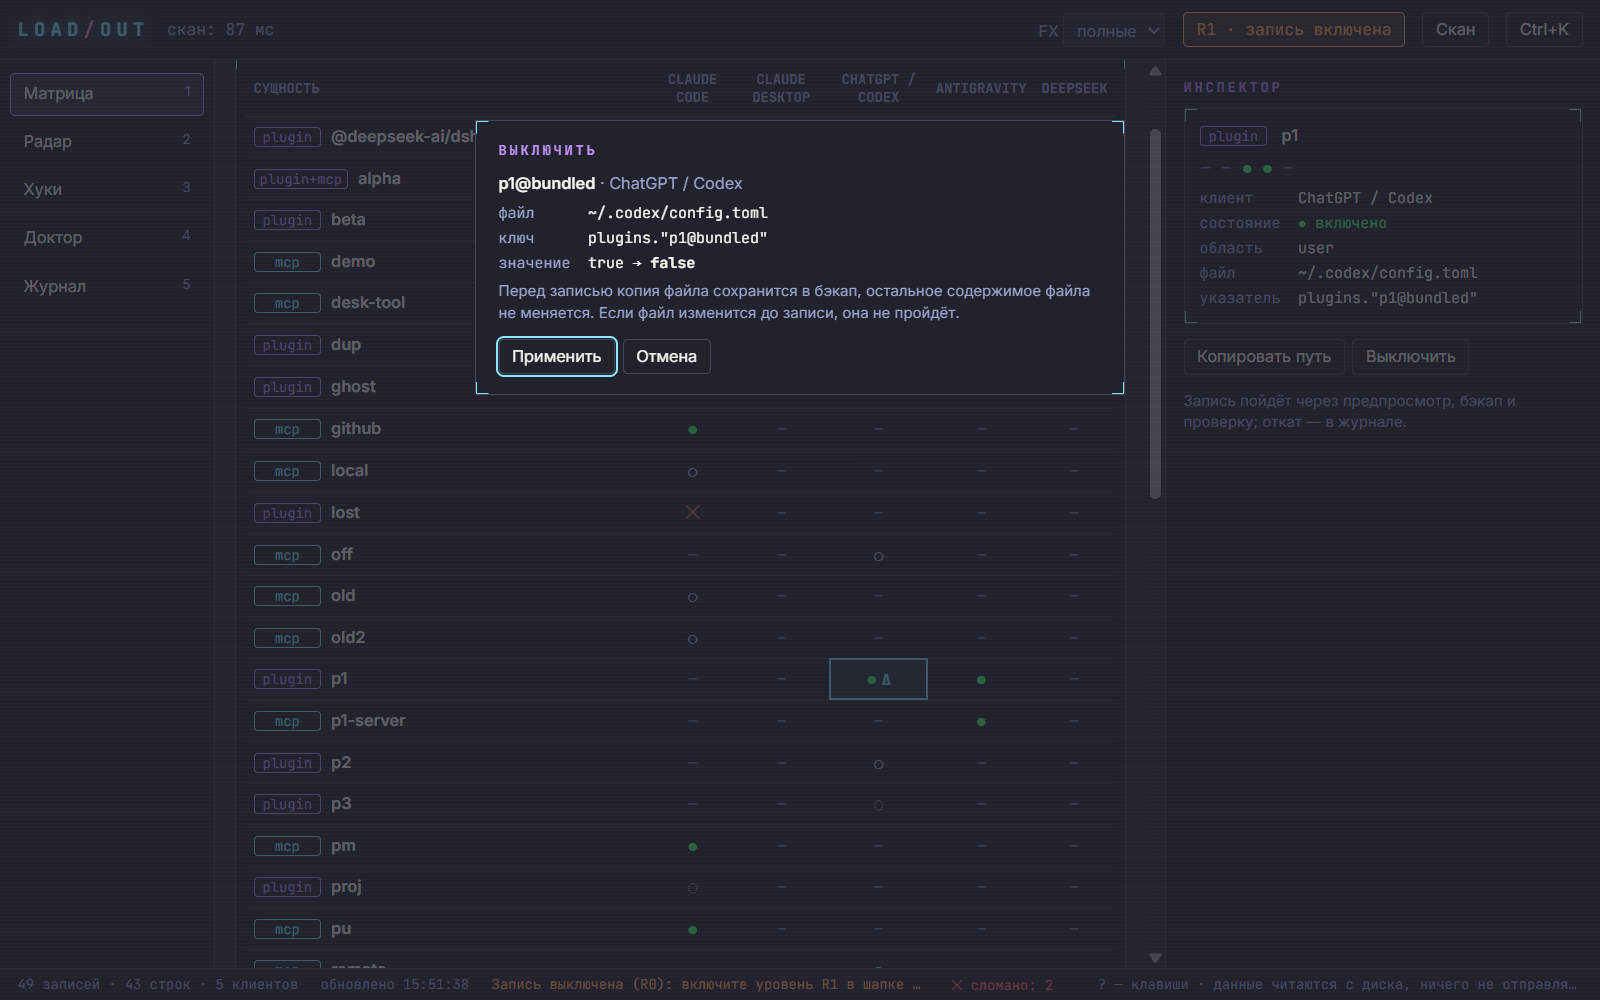 LOAD/OUT скан: 87 мс FX полные R1 · запись включена Скан Ctrl+K
Матрица 1
Радар 2
Хуки 3
Доктор 4
Журнал 5
СУЩНОСТЬ CLAUDE CODE CLAUDE DESKTOP CHATGPT / CODEX ANTIGRAVITY DEEPSEEK
plugin @deepseek-ai/dsh
plugin+mcp alpha
plugin beta
mcp demo
mcp desk-tool
plugin dup
plugin ghost
mcp github ● — — — —
mcp local ○ — — — —
plugin lost ✕ — — — —
mcp off — — ○ — —
mcp old ○ — — — —
mcp old2 ○ — — — —
plugin p1 — — ● Δ ● —
mcp p1-server — — — ● —
plugin p2 — — ○ — —
plugin p3 — — ◌ — —
mcp pm ● — — — —
plugin proj ◌ — — — —
mcp pu ● — — — —
ВЫКЛЮЧИТЬ
p1@bundled · ChatGPT / Codex
файл ~/.codex/config.toml
ключ plugins."p1@bundled"
значение true → false
Перед записью копия файла сохранится в бэкап, остальное содержимое файла
не меняется. Если файл изменится до записи, она не пройдёт.
Применить Отмена
ИНСПЕКТОР
plugin p1
— — ● ● —
клиент ChatGPT / Codex
состояние ● включено
область user
файл ~/.codex/config.toml
указатель plugins."p1@bundled"
Копировать путь Выключить
Запись пойдёт через предпросмотр, бэкап и
проверку; откат — в журнале.
49 записей · 43 строк · 5 клиентов обновлено 15:51:38 Запись выключена (R0): включите уровень R1 в шапке … ✕ сломано: 2 ? — клавиши · данные читаются с диска, ничего не отправля…